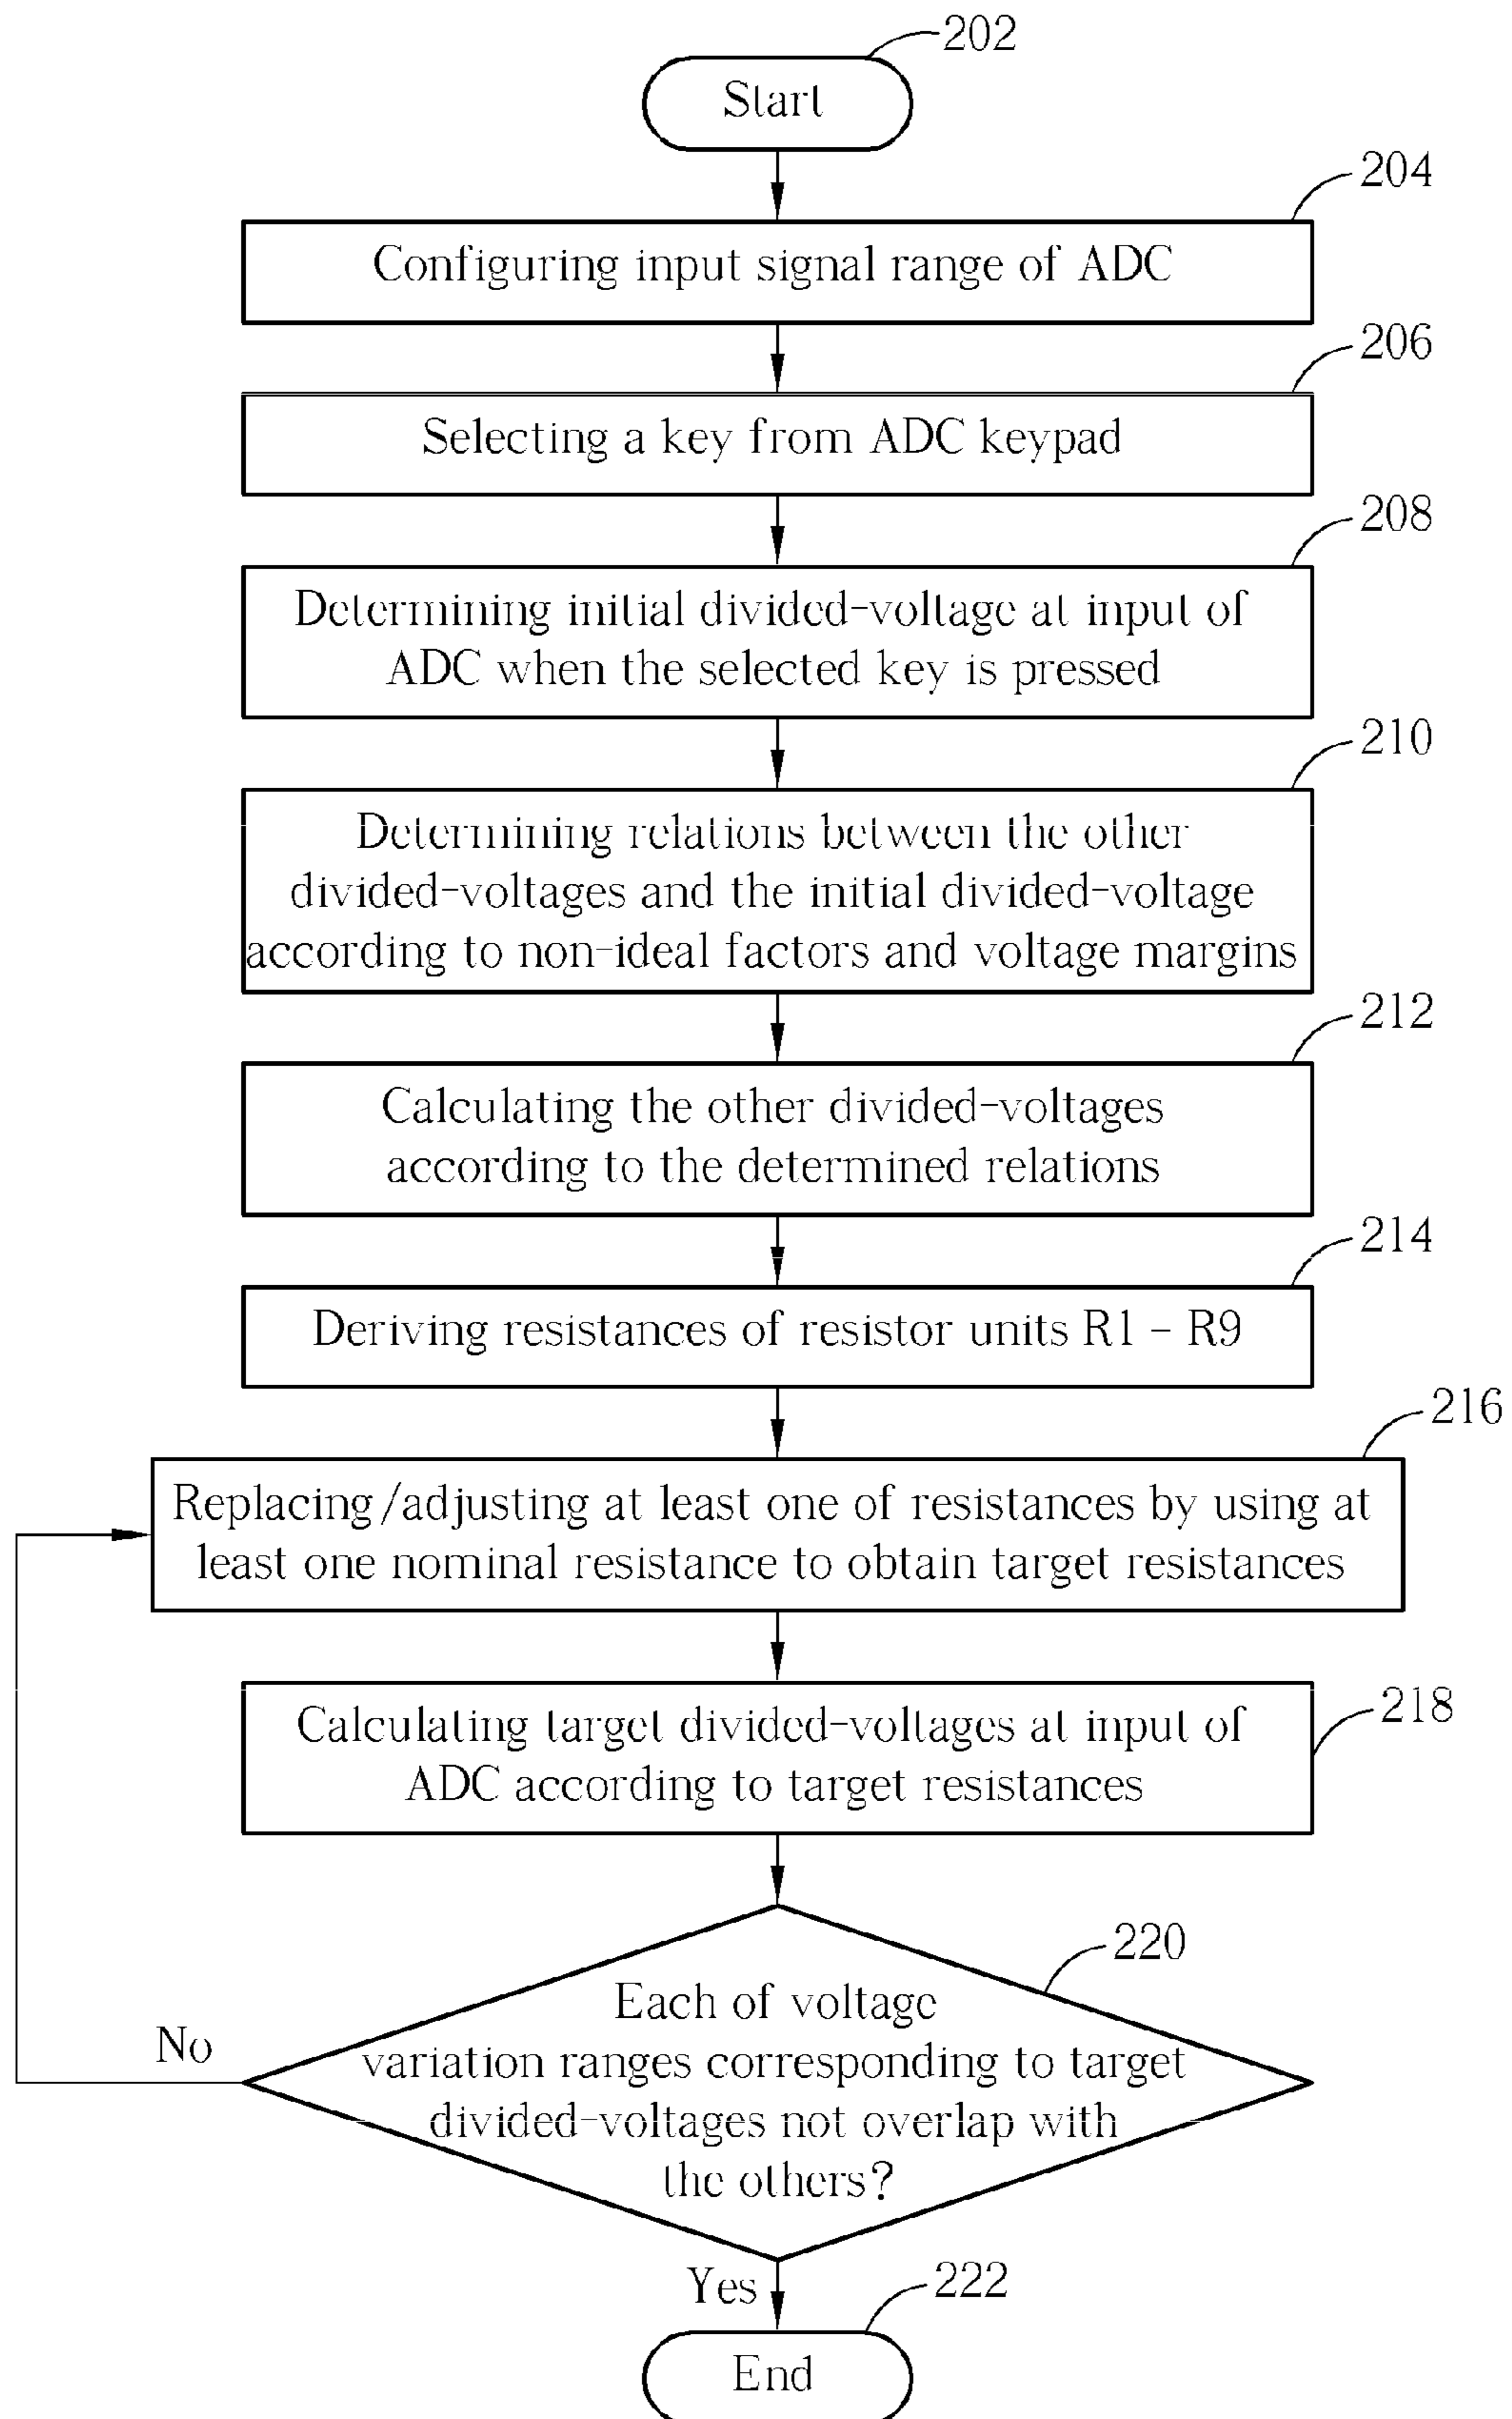 202
Start
204
Configuring input signal range of ADC
206
Selecting a key from ADC keypad
208
Determining initial divided-voltage at input of
ADC when the selected key is pressed
210
Determining relations between the other
divided-voltages and the initial divided-voltage
according to non-ideal factors and voltage margins
212
Calculating the other divided-voltages
according to the determined relations
214
Deriving resistances of resistor units R1 – R9
216
Replacing/adjusting at least one of resistances by using at
least one nominal resistance to obtain target resistances
218
Calculating target divided-voltages at input of
ADC according to target resistances
220
Each of voltage
variation ranges corresponding to target
divided-voltages not overlap with
the others?
No
Yes
222
End